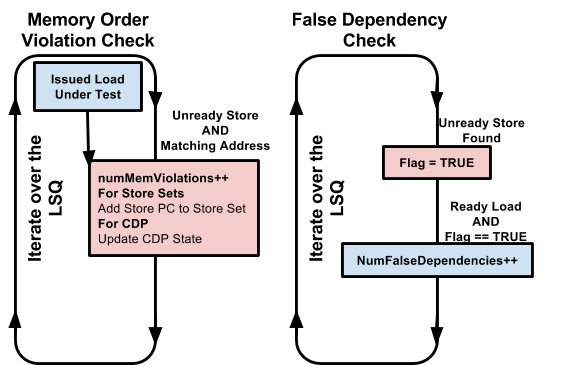 Memory Order
Violation Check
Issued Load
Under Test
Unready Store
AND
Matching Address
numMemViolations++
For Store Sets
Add Store PC to Store Set
For CDP
Update CDP State
Iterate over the
LSQ
False Dependency
Check
Unready Store
Found
Flag = TRUE
Ready Load
AND
Flag == TRUE
NumFalseDependencies++
Iterate over the
LSQ